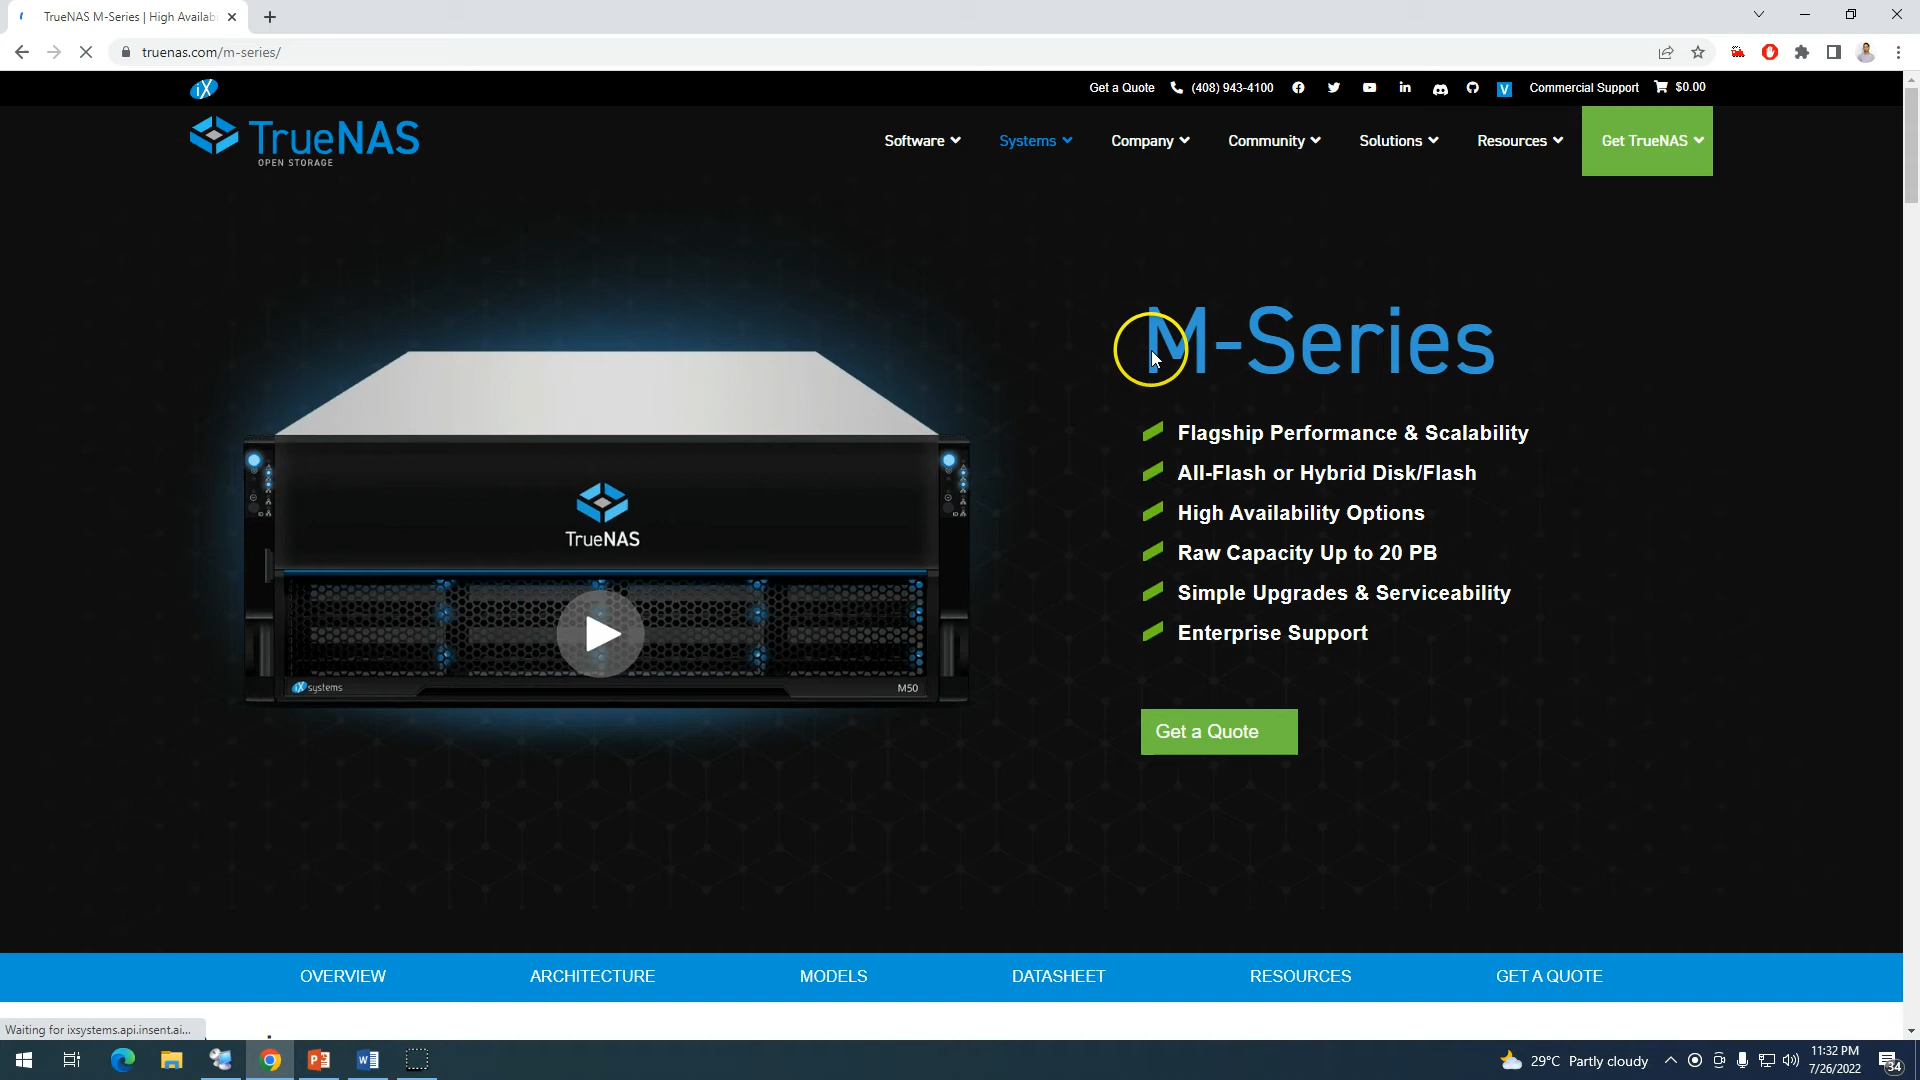 TrueNAS M-Series | High Availab
truenas.com/m-series/
iX
Get a Quote
(408) 943-4100
V
Commercial Support
$0.00
TrueNAS
OPEN STORAGE
Software
Systems
Company
Community
Solutions
Resources
Get TrueNAS
M-Series
Flagship Performance & Scalability
All-Flash or Hybrid Disk/Flash
High Availability Options
Raw Capacity Up to 20 PB
Simple Upgrades & Serviceability
Enterprise Support
TrueNAS
iX systems
M50
Get a Quote
OVERVIEW
ARCHITECTURE
MODELS
DATASHEET
RESOURCES
GET A QUOTE
Waiting for ixsystems.api.insent.ai...
29°C Partly cloudy
11:32 PM
7/26/2022
34